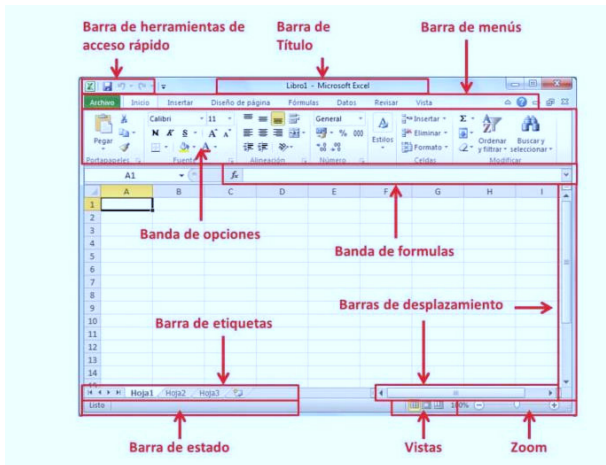 Barra de herramientas de
acceso rápido
Barra de
Título
Barra de menús
Libro1 - Microsoft Excel
Archivo Inicio Insertar Diseño de página Fórmulas Datos Revisar Vista
Calibri 11 General Insertar Σ
Pegar N K S A A % 000 Estilos Eliminar Ordenar y filtrar Buscar y seleccionar
Formato
Portapapeles Fuente Alineación Número Celdas Modificar
A1 fx
A B C D E F G H I
1
2
3
Banda de opciones
4
Banda de formulas
5
6
7
8
Barras de desplazamiento
9
10
Barra de etiquetas
11
12
13
14
Hoja1 Hoja2 Hoja3
Listo 100%
Barra de estado
Vistas
Zoom